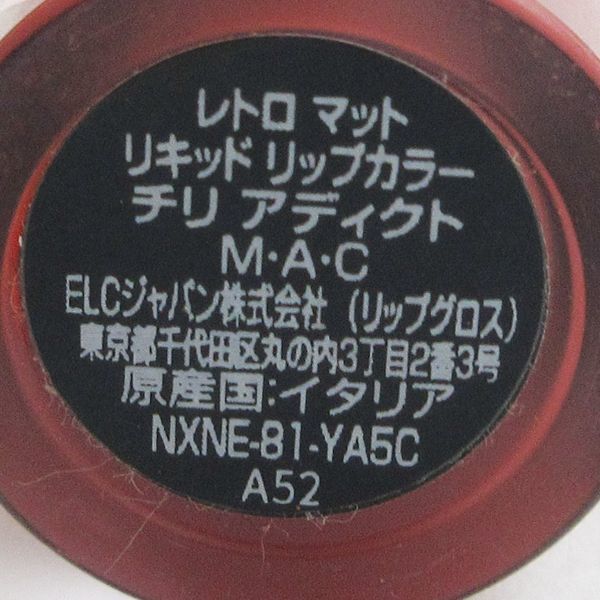 レトロ マット
リキッド リップカラー
チリ アディクト
M・A・C
ELCジャパン株式会社 (リップグロス)
東京都千代田区丸の内3丁目2番3号
原産国:イタリア
NXNE-81-YA5C
A52